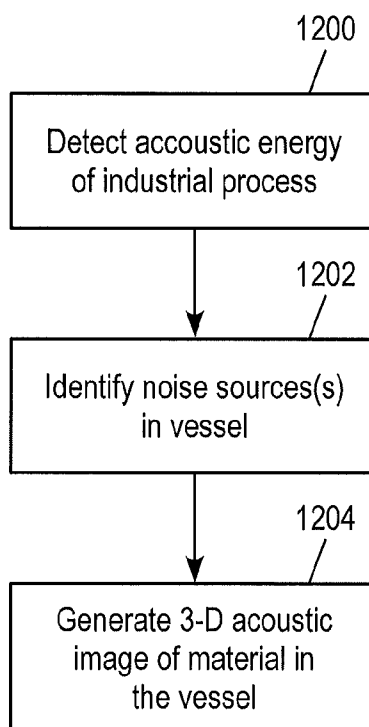 1200
Detect accoustic energy
of industrial process
1202
Identify noise sources(s)
in vessel
1204
Generate 3-D acoustic
image of material in
the vessel